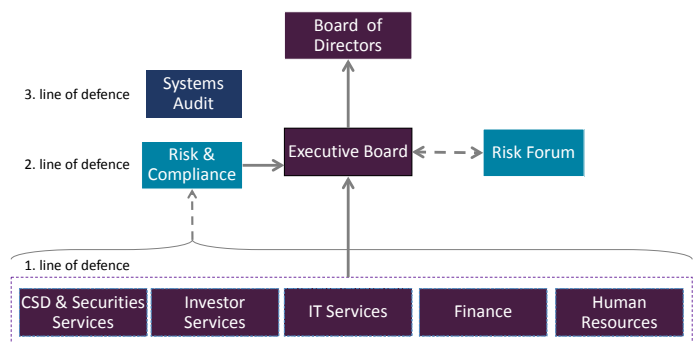 Board of
Directors
3. line of defence
Systems
Audit
2. line of defence
Risk &
Compliance
Executive Board
Risk Forum
1. line of defence
CSD & Securities
Services
Investor
Services
IT Services
Finance
Human
Resources